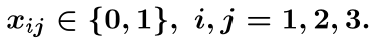 x_{ij} ∈ {0, 1}, i, j = 1, 2, 3.